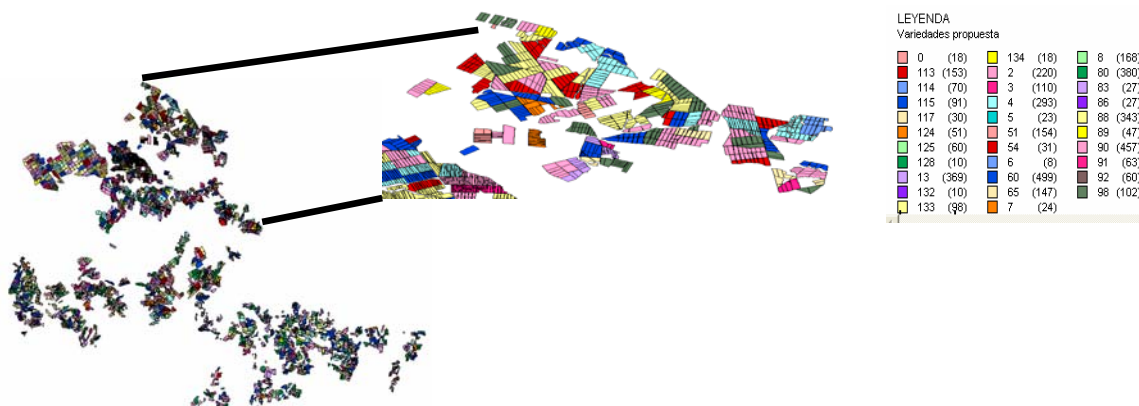 LEYENDA
Variedades propuesta
0 (18) 134 (18) 8 (168)
113 (153) 2 (220) 80 (380)
114 (70) 3 (110) 83 (27)
115 (91) 4 (293) 86 (27)
117 (30) 5 (23) 88 (343)
124 (51) 51 (154) 89 (47)
125 (60) 54 (31) 90 (457)
128 (10) 6 (8) 91 (63)
13 (369) 60 (499) 92 (60)
132 (10) 65 (147) 98 (102)
133 (98) 7 (24)